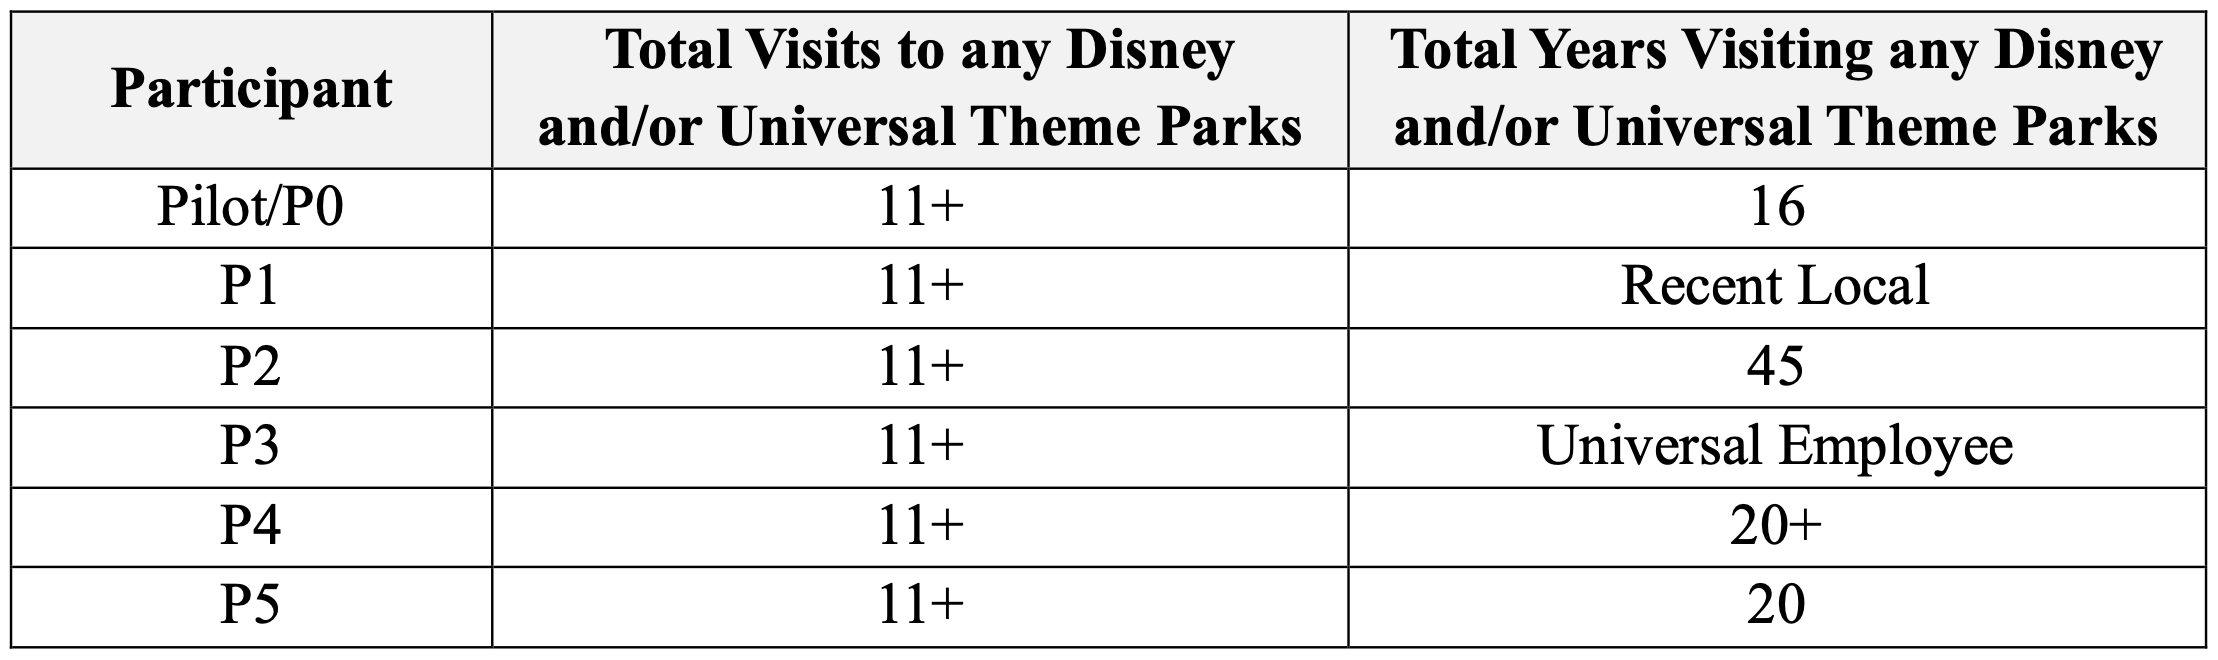 Participant
Total Visits to any Disney
and/or Universal Theme Parks
Total Years Visiting any Disney
and/or Universal Theme Parks
Pilot/P0 11+ 16
P1 11+ Recent Local
P2 11+ 45
P3 11+ Universal Employee
P4 11+ 20+
P5 11+ 20